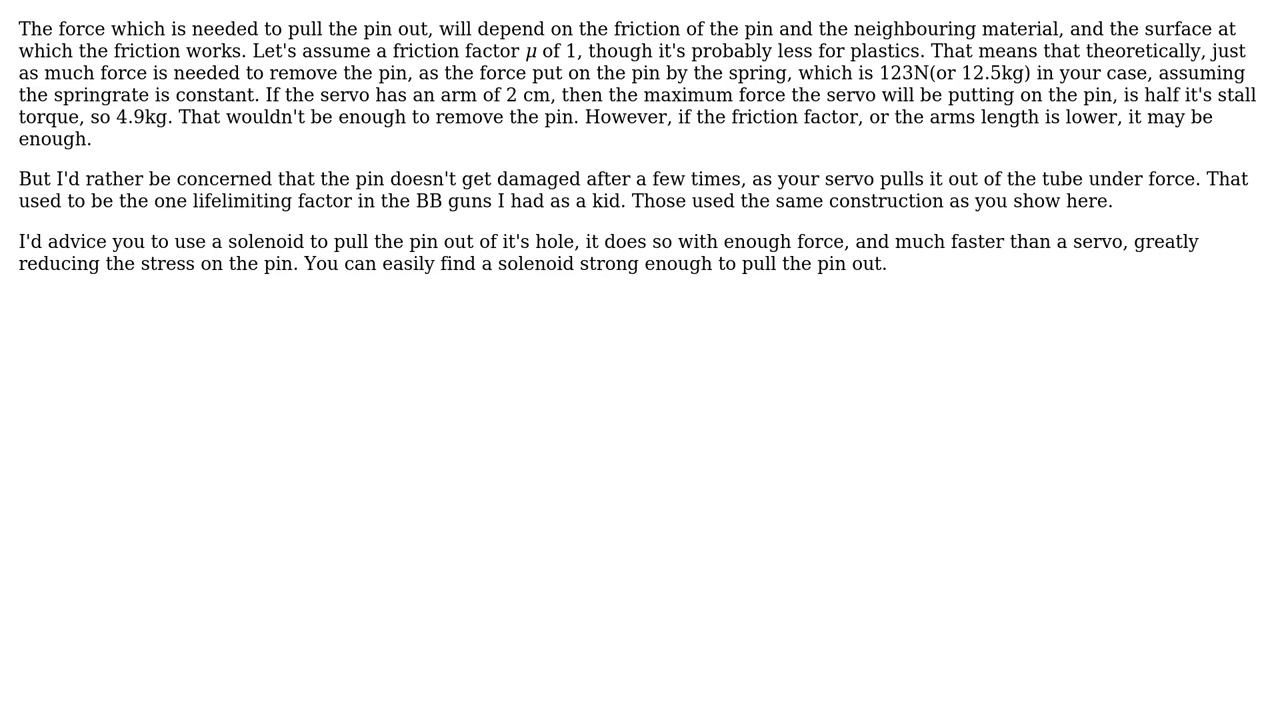 The force which is needed to pull the pin out, will depend on the friction of the pin and the neighbouring material, and the surface at
which the friction works. Let's assume a friction factor μ of 1, though it's probably less for plastics. That means that theoretically, just
as much force is needed to remove the pin, as the force put on the pin by the spring, which is 123N(or 12.5kg) in your case, assuming
the springrate is constant. If the servo has an arm of 2 cm, then the maximum force the servo will be putting on the pin, is half it's stall
torque, so 4.9kg. That wouldn't be enough to remove the pin. However, if the friction factor, or the arms length is lower, it may be
enough.
But I'd rather be concerned that the pin doesn't get damaged after a few times, as your servo pulls it out of the tube under force. That
used to be the one lifelimiting factor in the BB guns I had as a kid. Those used the same construction as you show here.
I'd advice you to use a solenoid to pull the pin out of it's hole, it does so with enough force, and much faster than a servo, greatly
reducing the stress on the pin. You can easily find a solenoid strong enough to pull the pin out.